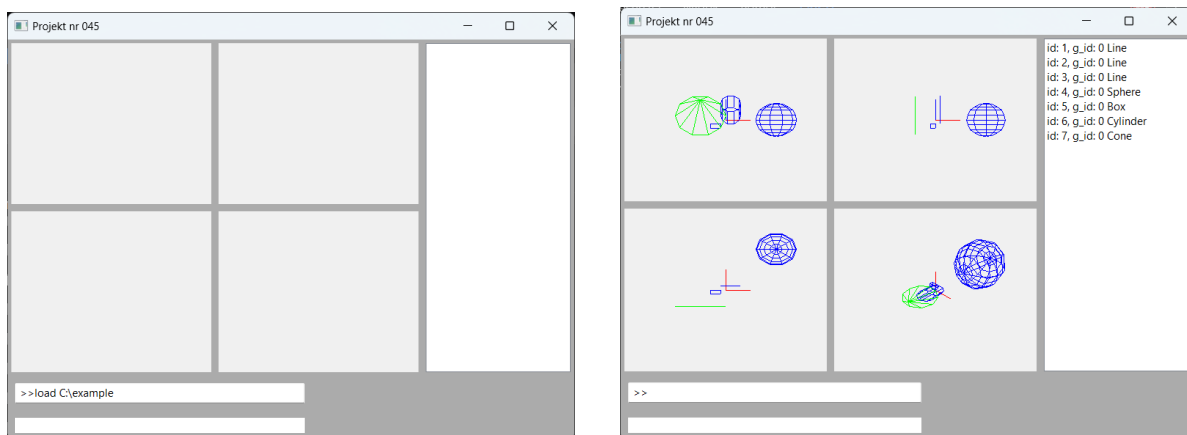 Projekt nr 045
>>load C:\example
Projekt nr 045
id: 1, g_id: 0 Line
id: 2, g_id: 0 Line
id: 3, g_id: 0 Line
id: 4, g_id: 0 Sphere
id: 5, g_id: 0 Box
id: 6, g_id: 0 Cylinder
id: 7, g_id: 0 Cone
>>